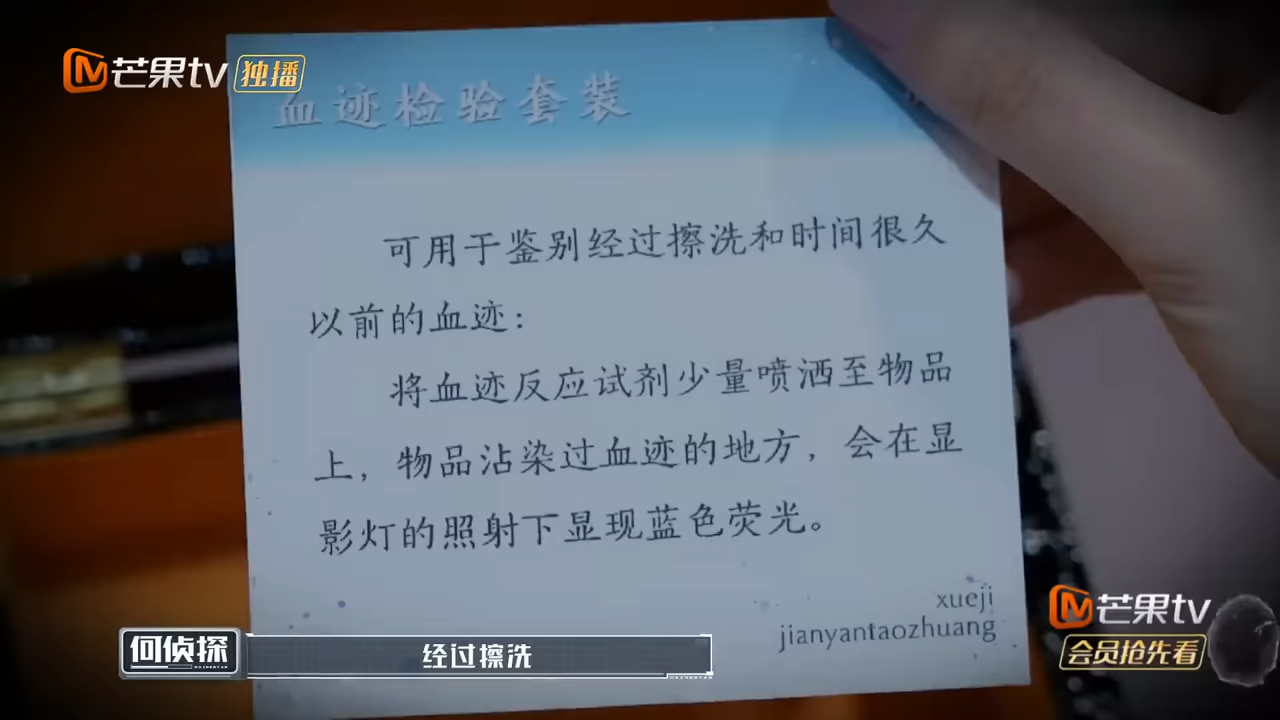 芒果tv 独播
血迹检验套装
可用于鉴别经过擦洗和时间很久
以前的血迹：
将血迹反应试剂少量喷洒至物品
上，物品沾染过血迹的地方，会在显
影灯的照射下显现蓝色荧光。
xueji
jianyantaozhuang
芒果tv
会员抢先看
何侦探
经过擦洗